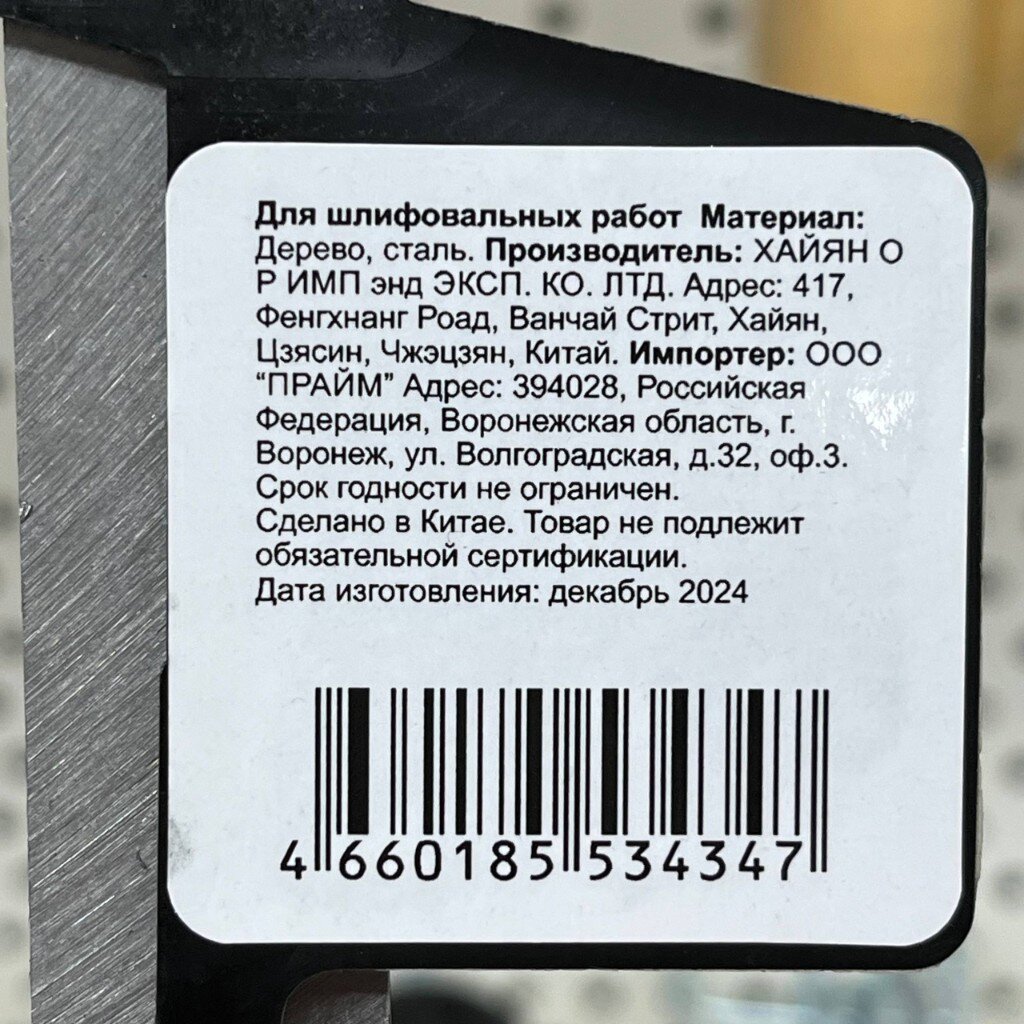 Для шлифовальных работ Материал:
Дерево, сталь. Производитель: ХАЙЯН О
Р ИМП энд ЭКСП. КО. ЛТД. Адрес: 417,
Фенгхнанг Роад, Ванчай Стрит, Хайян,
Цзясин, Чжэцзян, Китай. Импортер: ООО
“ПРАЙМ” Адрес: 394028, Российская
Федерация, Воронежская область, г.
Воронеж, ул. Волгоградская, д.32, оф.3.
Срок годности не ограничен.
Сделано в Китае. Товар не подлежит
обязательной сертификации.
Дата изготовления: декабрь 2024
4 660185 534347